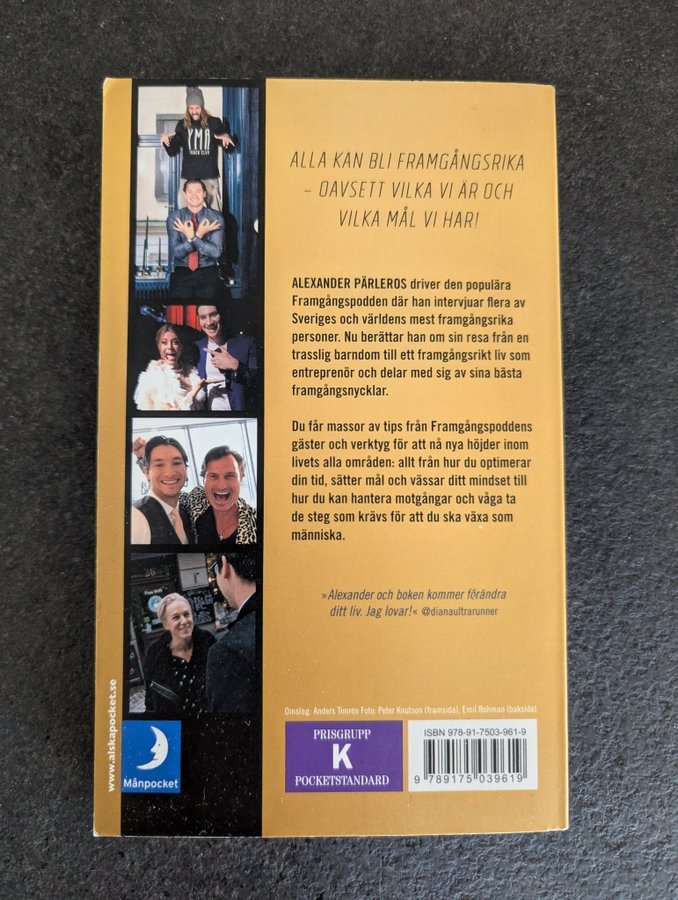 YMR
TRACK CLUB
ALLA KAN BLI FRAMGÅNGSRIKA
– OAVSETT VILKA VI ÄR OCH
VILKA MÅL VI HAR!
ALEXANDER PÄRLEROS driver den populära
Framgångspodden där han intervjuar flera av
Sveriges och världens mest framgångsrika
personer. Nu berättar han om sin resa från en
trasslig barndom till ett framgångsrikt liv som
entreprenör och delar med sig av sina bästa
framgångsnycklar.
Du får massor av tips från Framgångspoddens
gäster och verktyg för att nå nya höjder inom
livets alla områden: allt från hur du optimerar
din tid, sätter mål och vässar ditt mindset till
hur du kan hantera motgångar och våga ta
de steg som krävs för att du ska växa som
människa.
»Alexander och boken kommer förändra
ditt liv. Jag lovar!« @dianaultrarunner
Omslag: Anders Timrén Foto: Peter Knutson (framsida), Emil Bohman (baksida)
www.alskapocket.se
Månpocket
PRISGRUPP
K
POCKETSTANDARD
ISBN 978-91-7503-961-9
9 789175 039619